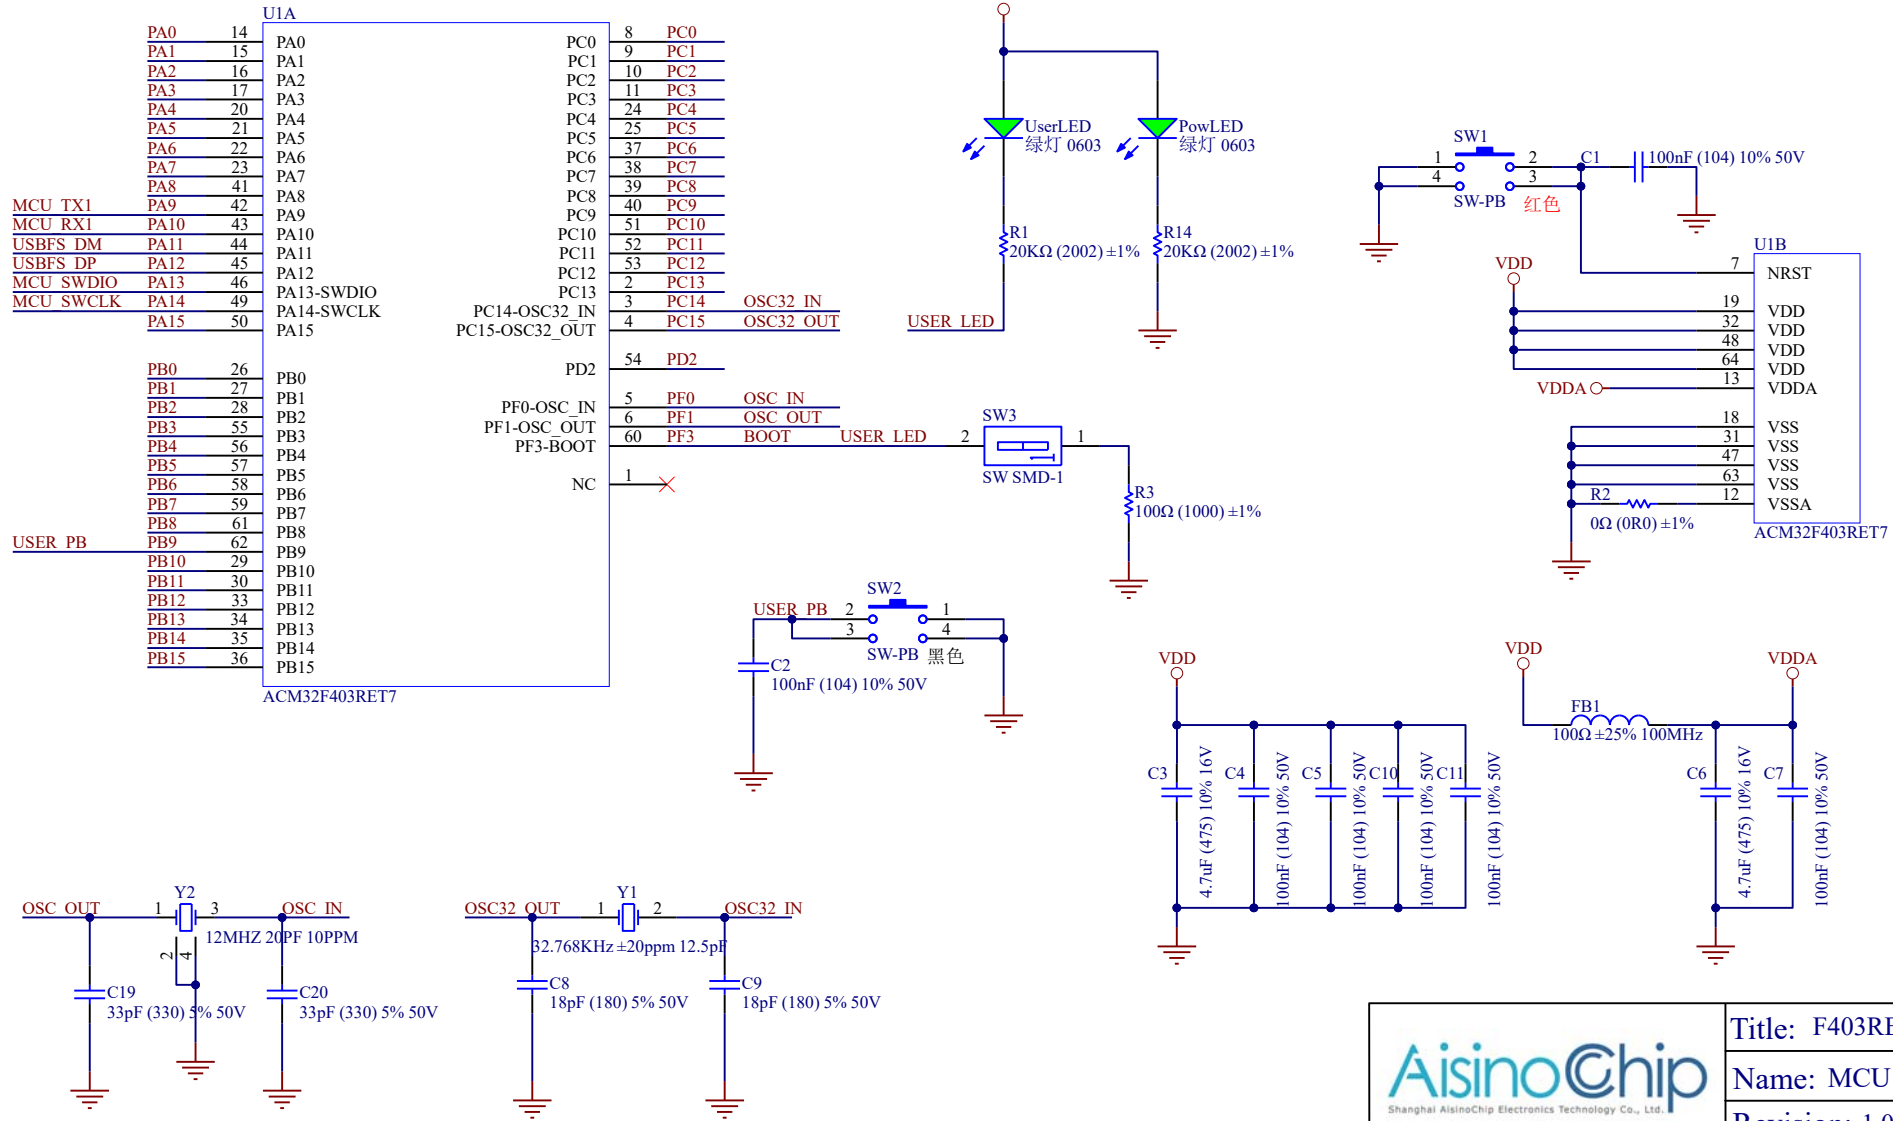 U1A
PA0 14 PA0 PC0 8 PC0
PA1 15 PA1 PC1 9 PC1
PA2 16 PA2 PC2 10 PC2
PA3 17 PA3 PC3 11 PC3
PA4 20 PA4 PC4 24 PC4
PA5 21 PA5 PC5 25 PC5
PA6 22 PA6 PC6 37 PC6
PA7 23 PA7 PC7 38 PC7
PA8 41 PA8 PC8 39 PC8
MCU_TX1 PA9 42 PA9 PC9 40 PC9
MCU_RX1 PA10 43 PA10 PC10 51 PC10
USBFS_DM PA11 44 PA11 PC11 52 PC11
USBFS_DP PA12 45 PA12 PC12 53 PC12
MCU_SWDIO PA13 46 PA13-SWDIO PC13 2 PC13
MCU_SWCLK PA14 49 PA14-SWCLK PC14-OSC32_IN 3 PC14 OSC32_IN
PA15 50 PA15 PC15-OSC32_OUT 4 PC15 OSC32_OUT
PD2 54 PD2
PB0 26 PB0
PB1 27 PB1 PF0-OSC_IN 5 PF0 OSC_IN
PB2 28 PB2 PF1-OSC_OUT 6 PF1 OSC_OUT
PB3 55 PB3 PF3-BOOT 60 PF3 BOOT USER_LED
PB4 56 PB4
PB5 57 PB5 NC 1
PB6 58 PB6
PB7 59 PB7
PB8 61 PB8
USER_PB PB9 62 PB9
PB10 29 PB10
PB11 30 PB11
PB12 33 PB12
PB13 34 PB13
PB14 35 PB14
PB15 36 PB15
ACM32F403RET7
UserLED
绿灯 0603
PowLED
绿灯 0603
R1
20KΩ (2002) ±1%
R14
20KΩ (2002) ±1%
USER_LED
SW3
2 1
SW SMD-1
R3
100Ω (1000) ±1%
SW1
1 2
4 3
SW-PB 红色
C1 100nF (104) 10% 50V
U1B
VDD
7 NRST
19 VDD
32 VDD
48 VDD
64 VDD
VDDA 13 VDDA
18 VSS
31 VSS
47 VSS
63 VSS
R2 12 VSSA
0Ω (0R0) ±1%
ACM32F403RET7
SW2
USER_PB 2 1
3 4
SW-PB 黑色
C2
100nF (104) 10% 50V
VDD
C3 4.7uF (475) 10% 16V
C4 100nF (104) 10% 50V
C5 100nF (104) 10% 50V
C10 100nF (104) 10% 50V
C11 100nF (104) 10% 50V
VDD VDDA
FB1
100Ω ±25% 100MHz
C6 4.7uF (475) 10% 16V
C7 100nF (104) 10% 50V
Y2
OSC_OUT 1 3 OSC_IN
12MHZ 20PF 10PPM
2 4
C19
33pF (330) 5% 50V
C20
33pF (330) 5% 50V
Y1
OSC32_OUT 1 2 OSC32_IN
32.768KHz ±20ppm 12.5pF
C8
18pF (180) 5% 50V
C9
18pF (180) 5% 50V
AisinoChip
Shanghai AisinoChip Electronics Technology Co., Ltd.
Title: F403RE
Name: MCU
Revision: 1.0